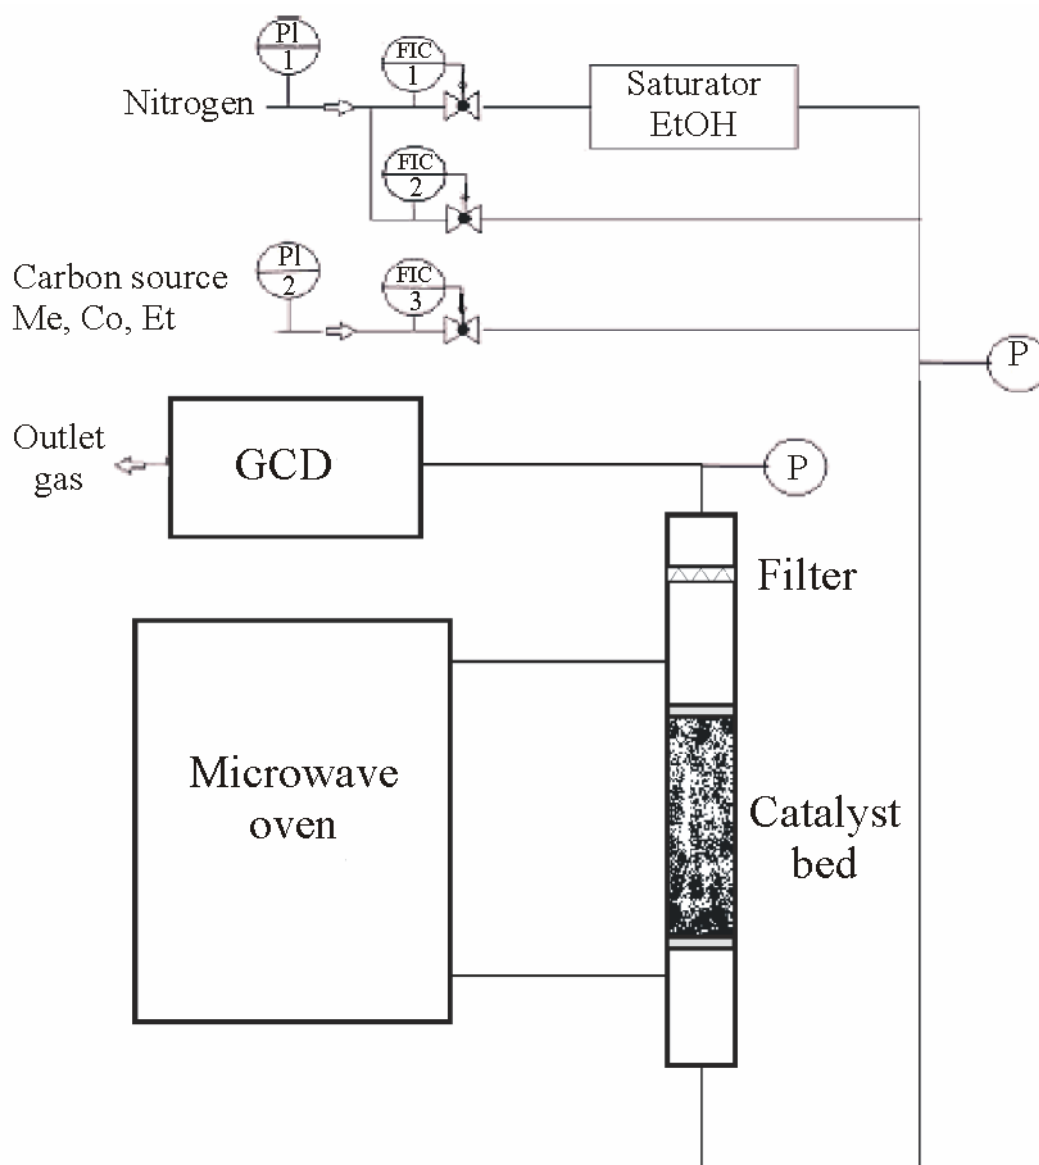 PI
1
FIC
1
Nitrogen
Saturator
EtOH
FIC
2
Carbon source
Me, Co, Et
PI
2
FIC
3
P
Outlet
gas
GCD
P
Filter
Microwave
oven
Catalyst
bed